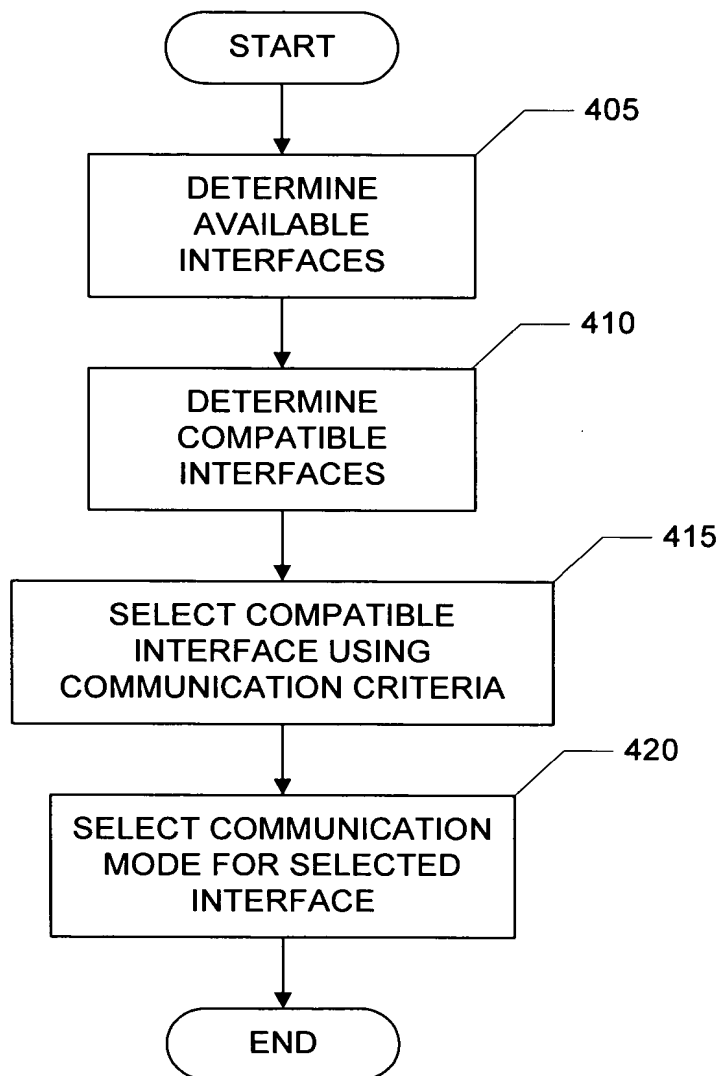 START
405
DETERMINE
AVAILABLE
INTERFACES
410
DETERMINE
COMPATIBLE
INTERFACES
415
SELECT COMPATIBLE
INTERFACE USING
COMMUNICATION CRITERIA
420
SELECT COMMUNICATION
MODE FOR SELECTED
INTERFACE
END